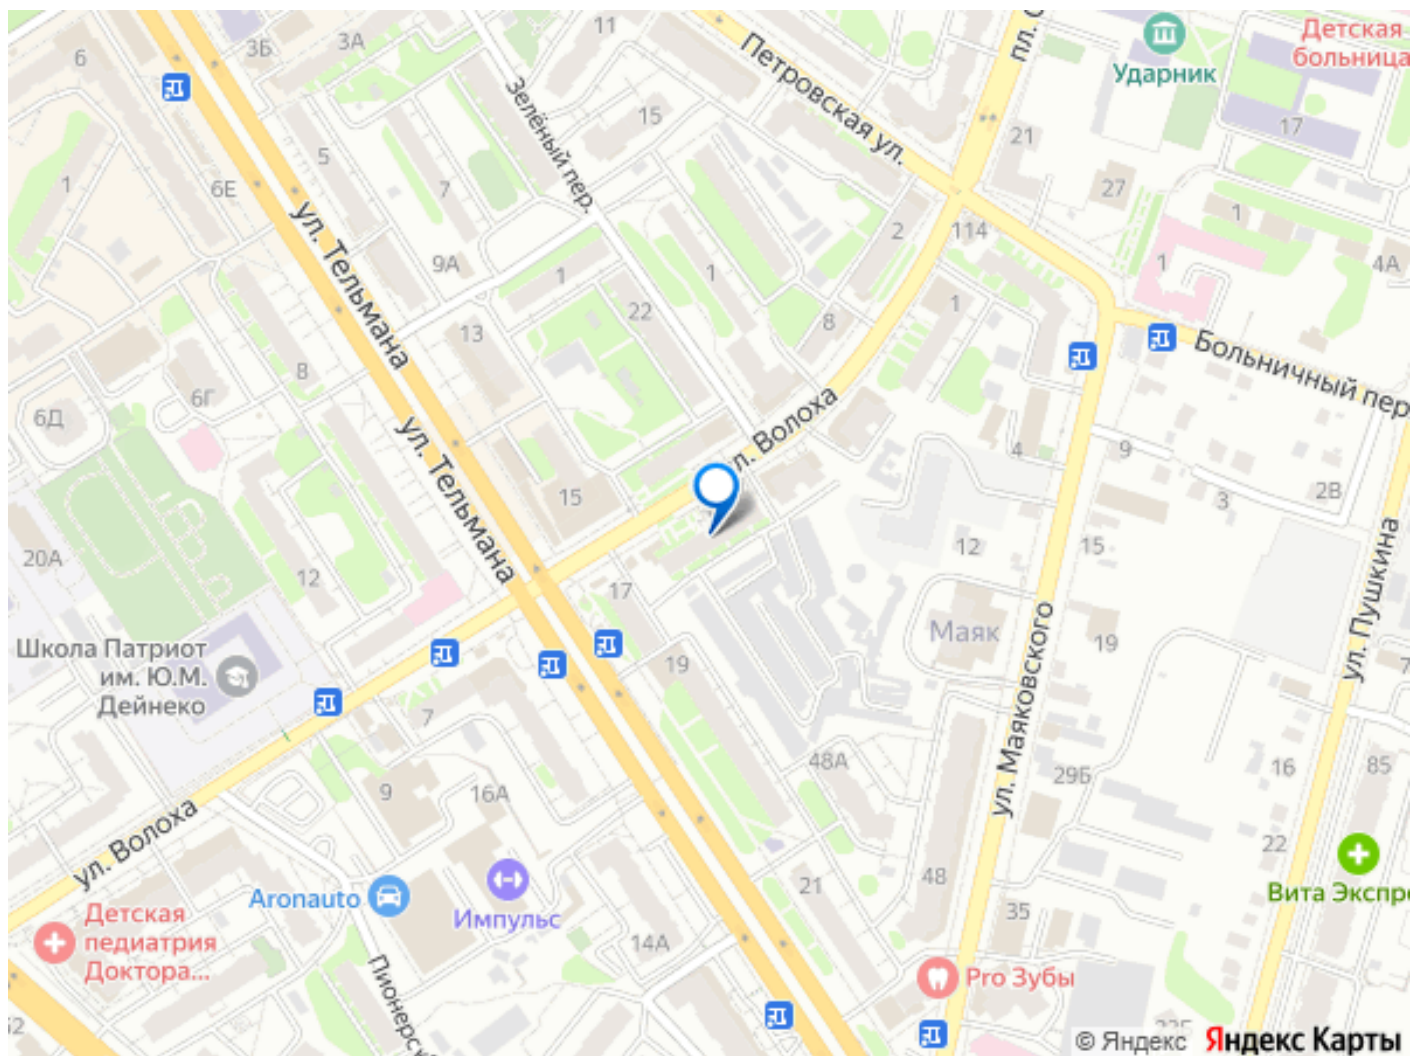 11
Детская
больница
3А
пл.
6
3Б
Петровская ул.
Ударник
Зелёный пер.
15
17
21
5
7
27
1
6Е
1
2
114
ул. Тельмана
9А
1
1
1
4А
22
1
8
13
Больничный пер
8
6Г
ул. Тельмана
6Д
ул. Волоха
4
9
15
2В
3
20А
12
12
15
17
ул. Пушкина
Школа Патриот
им. Ю.М.
Дейнеко
Маяк
19
19
ул. Маяковского
7
7
48А
29Б
16
85
9
16А
ул. Волоха
22
Aronauto
Импульс
21
48
Вита Экспре
35
Детская
педиатрия
Доктора...
14А
Пионерск
Pro Зубы
© Яндекс
Яндекс Карты